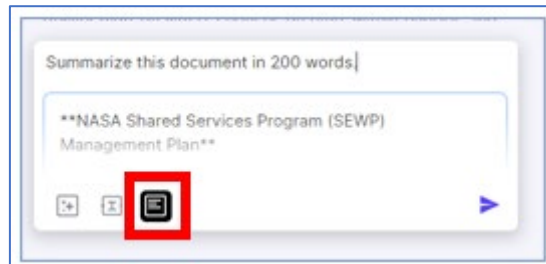 Summarize this document in 200 words
**NASA Shared Services Program (SEWP)
Management Plan**